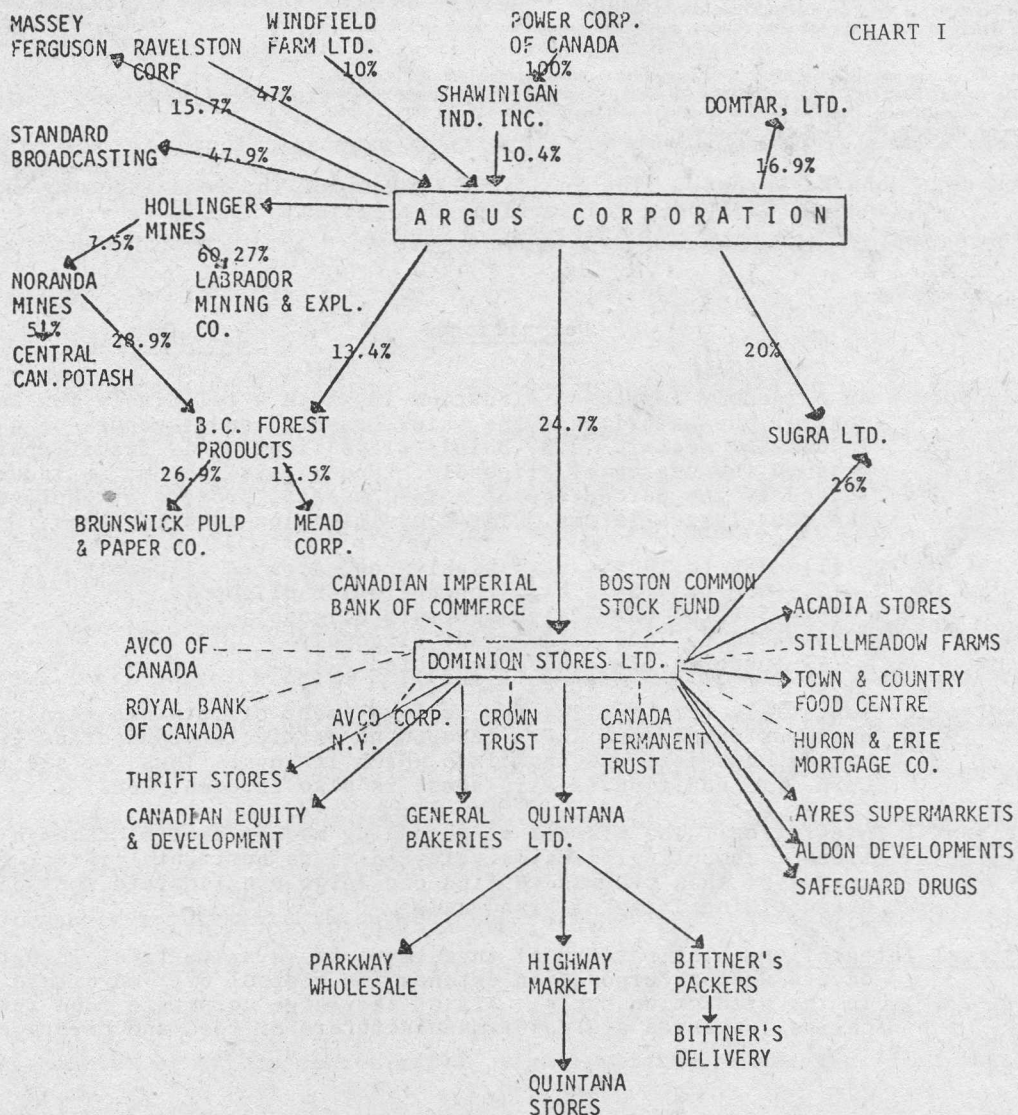 CHART I
MASSEY
FERGUSON
RAVELSTON
CORP
WINDFIELD
FARM LTD.
10%
POWER CORP.
OF CANADA
100%
SHAWINIGAN
IND. INC.
10.4%
DOMTAR, LTD.
16.9%
15.7%
47%
STANDARD
BROADCASTING
47.9%
ARGUS CORPORATION
HOLLINGER
MINES
7.5%
60.27%
LABRADOR
MINING & EXPL.
CO.
NORANDA
MINES
51%
CENTRAL
CAN.POTASH
28.9%
13.4%
24.7%
20%
B.C. FOREST
PRODUCTS
26.9%
15.5%
BRUNSWICK PULP
& PAPER CO.
MEAD
CORP.
SUGRA LTD.
26%
CANADIAN IMPERIAL
BANK OF COMMERCE
BOSTON COMMON
STOCK FUND
DOMINION STORES LTD.
AVCO OF
CANADA
ROYAL BANK
OF CANADA
AVCO CORP.
N.Y.
CROWN
TRUST
CANADA
PERMANENT
TRUST
ACADIA STORES
STILLMEADOW FARMS
TOWN & COUNTRY
FOOD CENTRE
HURON & ERIE
MORTGAGE CO.
THRIFT STORES
CANADIAN EQUITY
& DEVELOPMENT
GENERAL
BAKERIES
QUINTANA
LTD.
AYRES SUPERMARKETS
ALDON DEVELOPMENTS
SAFEGUARD DRUGS
PARKWAY
WHOLESALE
HIGHWAY
MARKET
BITTNER's
PACKERS
BITTNER'S
DELIVERY
QUINTANA
STORES